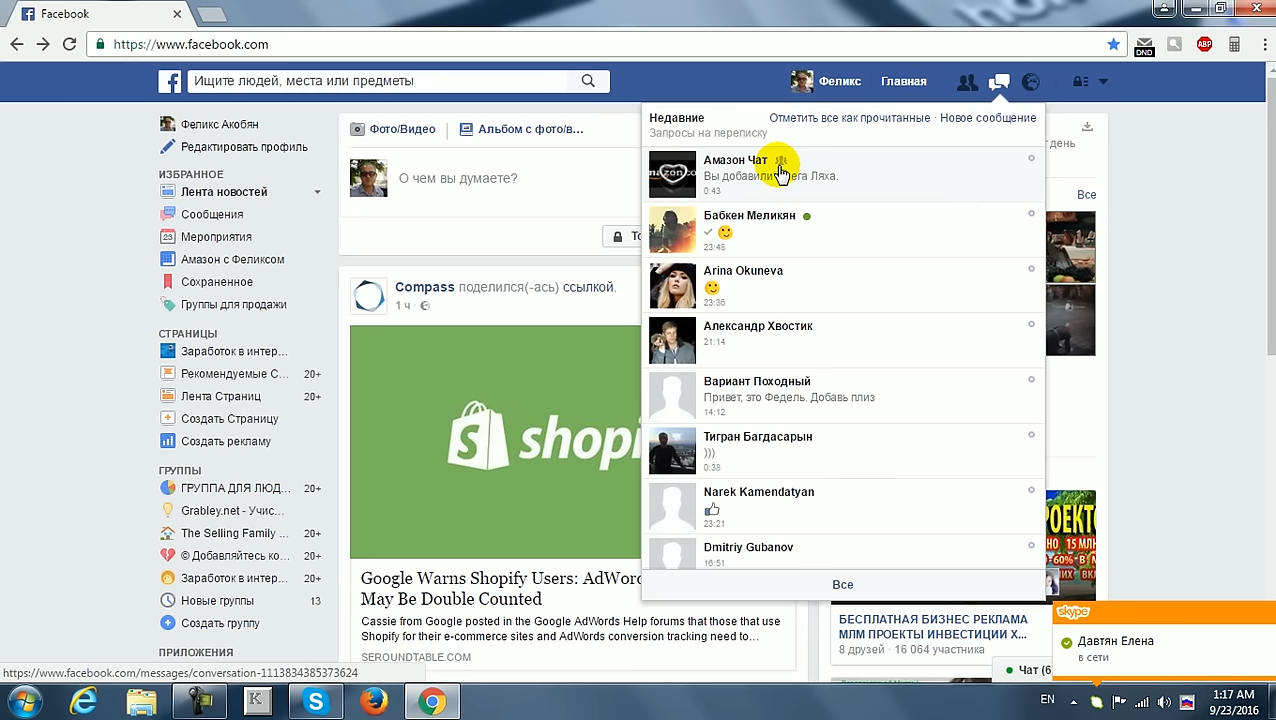 Facebook
https://www.facebook.com
DND
ABP
Ищите людей, места или предметы
Феликс
Главная
Феликс Акобян
Редактировать профиль
ИЗБРАННОЕ
Лента новостей
Сообщения
23 Мероприятия
Амазон с Феликсом
Сохраненное
Группы для продажи
СТРАНИЦЫ
Заработок в интер...
Рекомендуемые С... 20+
Лента Страниц 20+
Создать Страницу
Создать рекламу
ГРУППЫ
ГРУППА ДЛЯ ЛЮД... 20+
Grabley.net - Учис...
The Selling Family ... 20+
© Добавляйтесь ко... 20+
Заработок в интер... 20+
Новые группы 13
Создать группу
ПРИЛОЖЕНИЯ
Фото/Видео
Альбом с фото/в...
О чем вы думаете?
Compass поделился(-ась) ссылкой.
1 ч
shopi
Google Warns Shopify Users: AdWord
May Be Double Counted
Cassie from Google posted in the Google AdWords Help forums that those that use
Shopify for their e-commerce sites and AdWords conversion tracking need to...
SEROUNDTABLE.COM
Недавние
Отметить все как прочитанные · Новое сообщение
Запросы на переписку
Амазон Чат
Вы добавили Ляха.
0:43
Бабкен Меликян
23:48
Arina Okuneva
23:36
Александр Хвостик
21:14
Вариант Походный
Привет, это Федель. Добавь плиз
14:12
Тигран Багдасарын
)))
0:38
Narek Kamendatyan
23:21
Dmitriy Gubanov
16:51
Все
день
Все
БЕСПЛАТНАЯ БИЗНЕС РЕКЛАМА
МЛМ ПРОЕКТЫ ИНВЕСТИЦИИ Х...
8 друзей · 16 064 участника
skype
Давтян Елена
в сети
Чат (6
https://www.facebook.com/messages/conversation-1113834385373624
EN
1:17 AM
9/23/2016